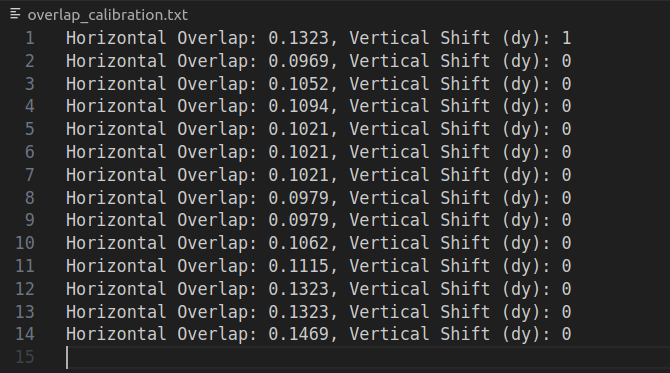 overlap_calibration.txt
1 Horizontal Overlap: 0.1323, Vertical Shift (dy): 1
2 Horizontal Overlap: 0.0969, Vertical Shift (dy): 0
3 Horizontal Overlap: 0.1052, Vertical Shift (dy): 0
4 Horizontal Overlap: 0.1094, Vertical Shift (dy): 0
5 Horizontal Overlap: 0.1021, Vertical Shift (dy): 0
6 Horizontal Overlap: 0.1021, Vertical Shift (dy): 0
7 Horizontal Overlap: 0.1021, Vertical Shift (dy): 0
8 Horizontal Overlap: 0.0979, Vertical Shift (dy): 0
9 Horizontal Overlap: 0.0979, Vertical Shift (dy): 0
10 Horizontal Overlap: 0.1062, Vertical Shift (dy): 0
11 Horizontal Overlap: 0.1115, Vertical Shift (dy): 0
12 Horizontal Overlap: 0.1323, Vertical Shift (dy): 0
13 Horizontal Overlap: 0.1323, Vertical Shift (dy): 0
14 Horizontal Overlap: 0.1469, Vertical Shift (dy): 0
15